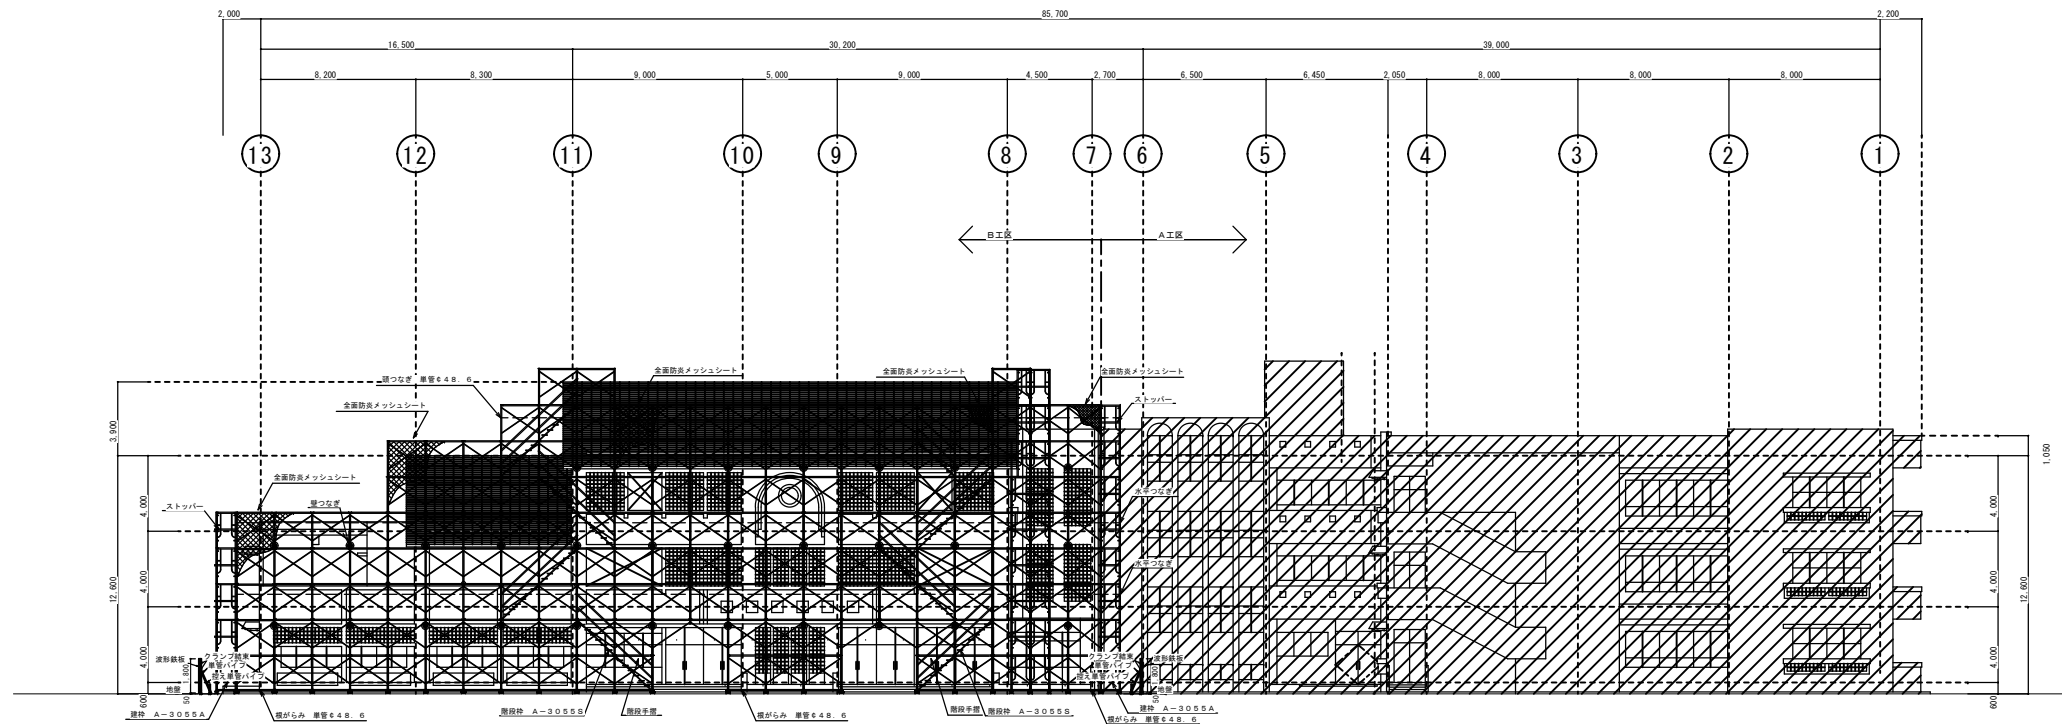 2,000
85,700
2,200
16,500
30,200
39,000
8,200
8,300
9,000
5,000
9,000
4,500
2,700
6,500
6,450
2,050
8,000
8,000
8,000
13
12
11
10
9
8
7
6
5
4
3
2
1
B工区
A工区
全面防炎メッシュシート
全面防炎メッシュシート
全面防炎メッシュシート
頭つなぎ 単管¢48.6
全面防炎メッシュシート
ストッパー
3,900
1,050
全面防炎メッシュシート
ストッパー
壁つなぎ
水平つなぎ
4,000
4,000
水平つなぎ
12,600
4,000
4,000
12,600
4,000
4,000
クランプ結束
単管パイプ
控え単管パイプ
波形鉄板
1,800
地盤
50
600
クランプ結束
単管パイプ
控え単管パイプ
波形鉄板
1,800
地盤
50
600
建枠 A-3055A
根がらみ 単管¢48.6
階段枠 A-3055S
階段手摺
根がらみ 単管¢48.6
階段手摺
階段枠 A-3055S
建枠 A-3055A
根がらみ 単管¢48.6